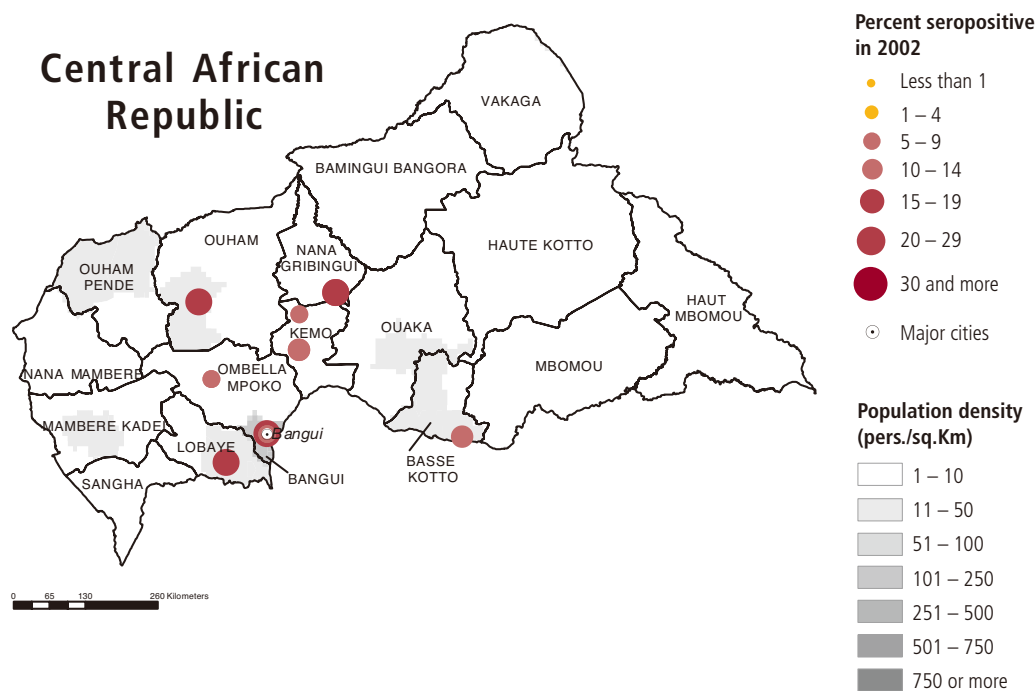 Central African
Republic
VAKAGA
BAMINGUI BANGORA
OUHAM
HAUTE KOTTO
NANA
GRIBINGUI
OUHAM
PENDE
HAUT
MBOMOU
OUAKA
KEMO
MBOMOU
NANA MAMBERE
OMBELLA
MPOKO
MAMBERE KADEI
Bangui
LOBAYE
BASSE
KOTTO
BANGUI
SANGHA
0 65 130 260 Kilometers
Percent seropositive
in 2002
Less than 1
1 – 4
5 – 9
10 – 14
15 – 19
20 – 29
30 and more
Major cities
Population density
(pers./sq.Km)
1 – 10
11 – 50
51 – 100
101 – 250
251 – 500
501 – 750
750 or more